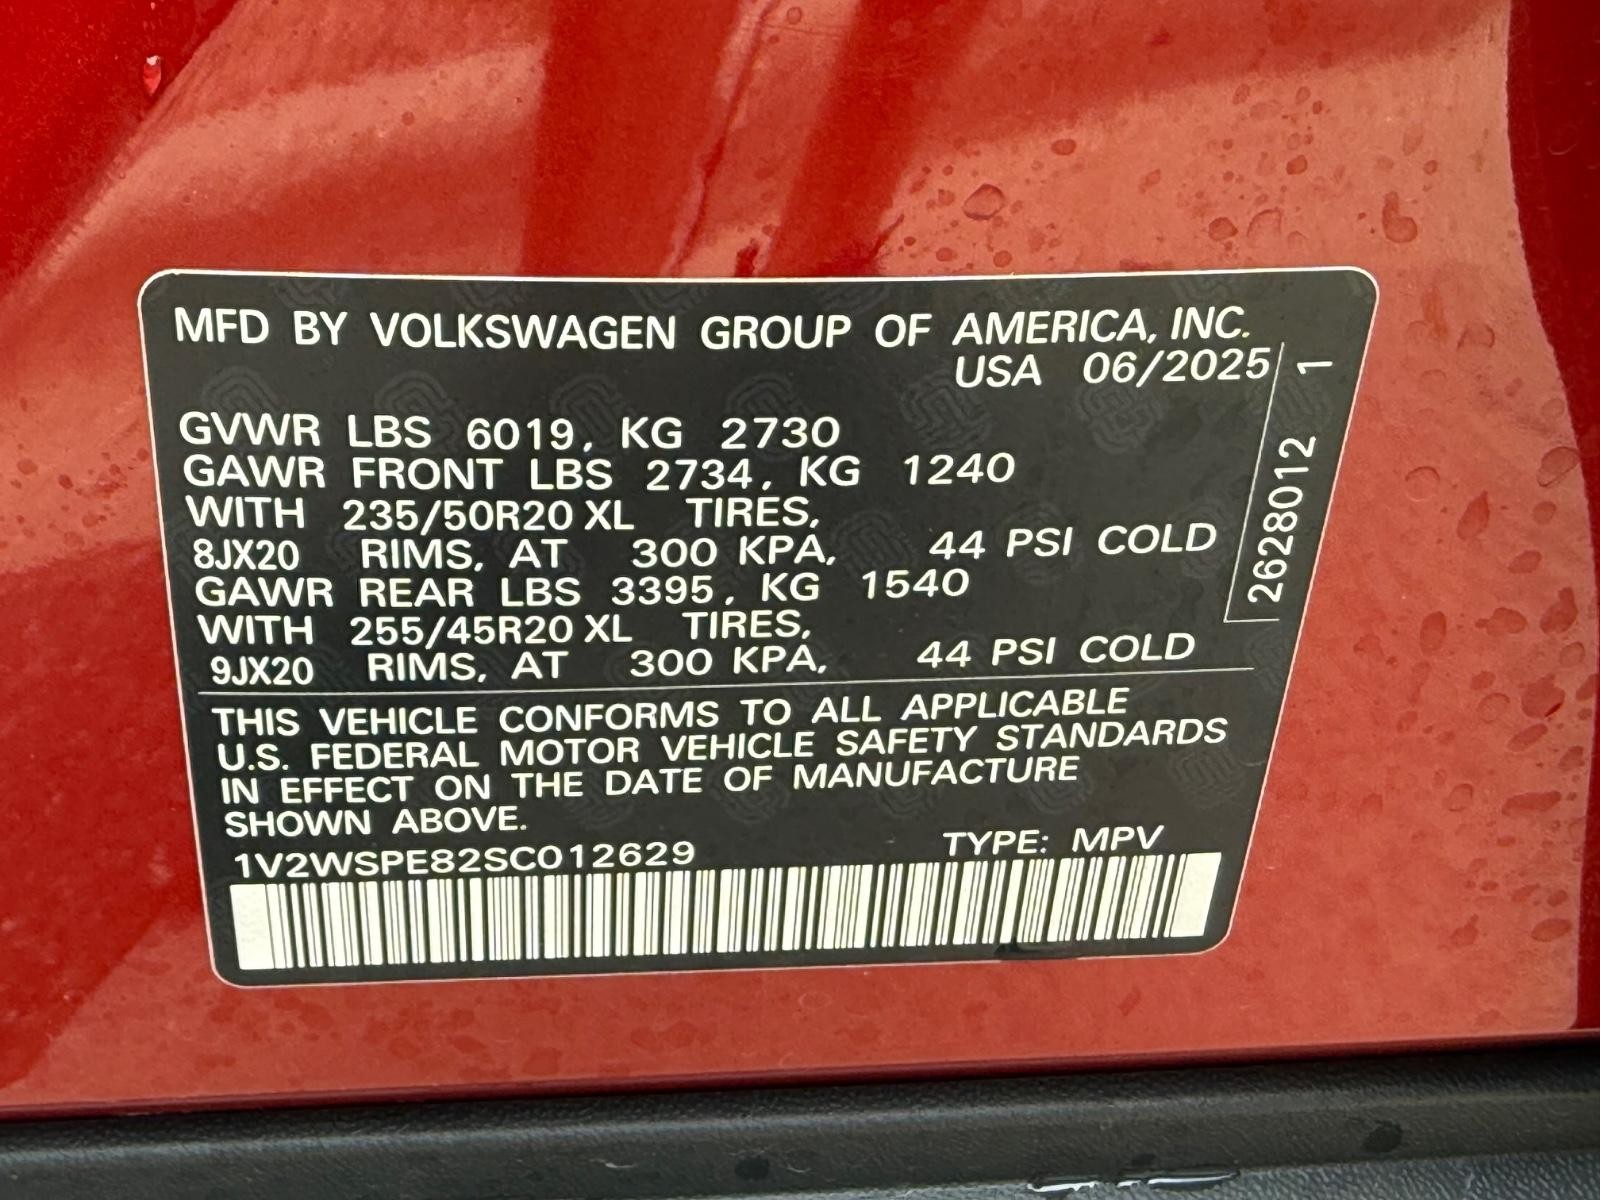 MFD BY VOLKSWAGEN GROUP OF AMERICA, INC.
USA 06/2025
GVWR LBS 6019, KG 2730
GAWR FRONT LBS 2734, KG 1240
WITH 235/50R20 XL TIRES,
8JX20 RIMS, AT 300 KPA, 44 PSI COLD
GAWR REAR LBS 3395, KG 1540
WITH 255/45R20 XL TIRES,
9JX20 RIMS, AT 300 KPA, 44 PSI COLD
THIS VEHICLE CONFORMS TO ALL APPLICABLE
U.S. FEDERAL MOTOR VEHICLE SAFETY STANDARDS
IN EFFECT ON THE DATE OF MANUFACTURE
SHOWN ABOVE.
1V2WSPE82SC012629 TYPE: MPV
2628012 1